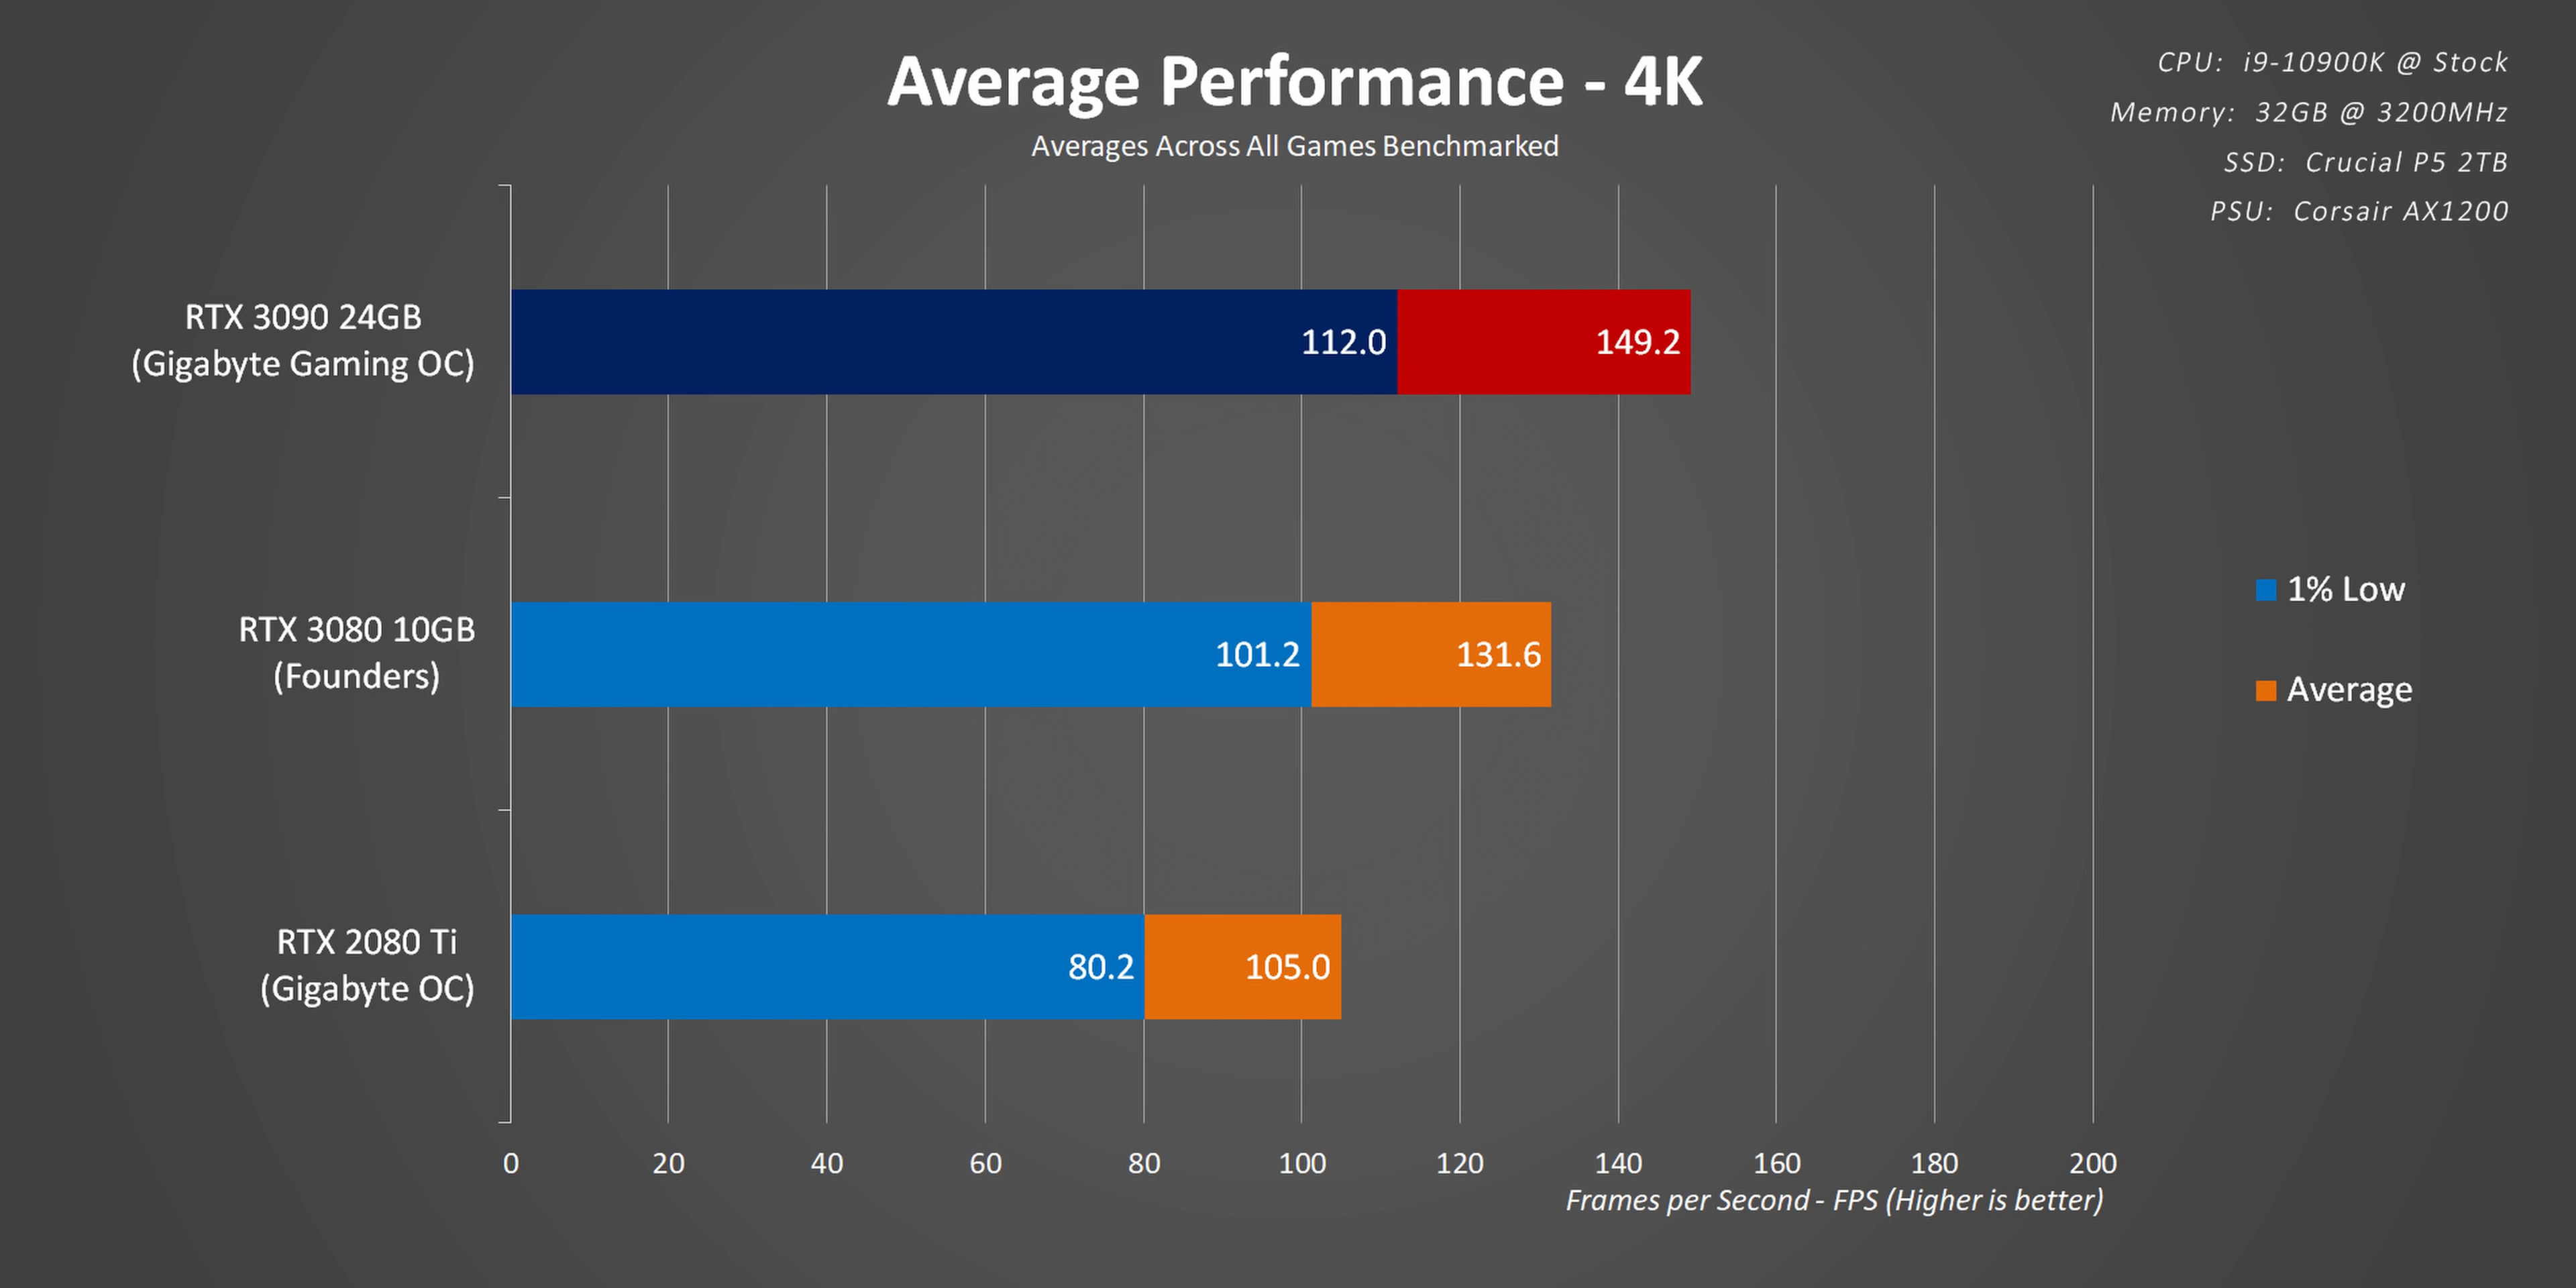 Average Performance - 4K
Averages Across All Games Benchmarked
CPU: i9-10900K @ Stock
Memory: 32GB @ 3200MHz
SSD: Crucial P5 2TB
PSU: Corsair AX1200
RTX 3090 24GB
(Gigabyte Gaming OC)
112.0
149.2
RTX 3080 10GB
(Founders)
101.2
131.6
RTX 2080 Ti
(Gigabyte OC)
80.2
105.0
1% Low
Average
0 20 40 60 80 100 120 140 160 180 200
Frames per Second - FPS (Higher is better)